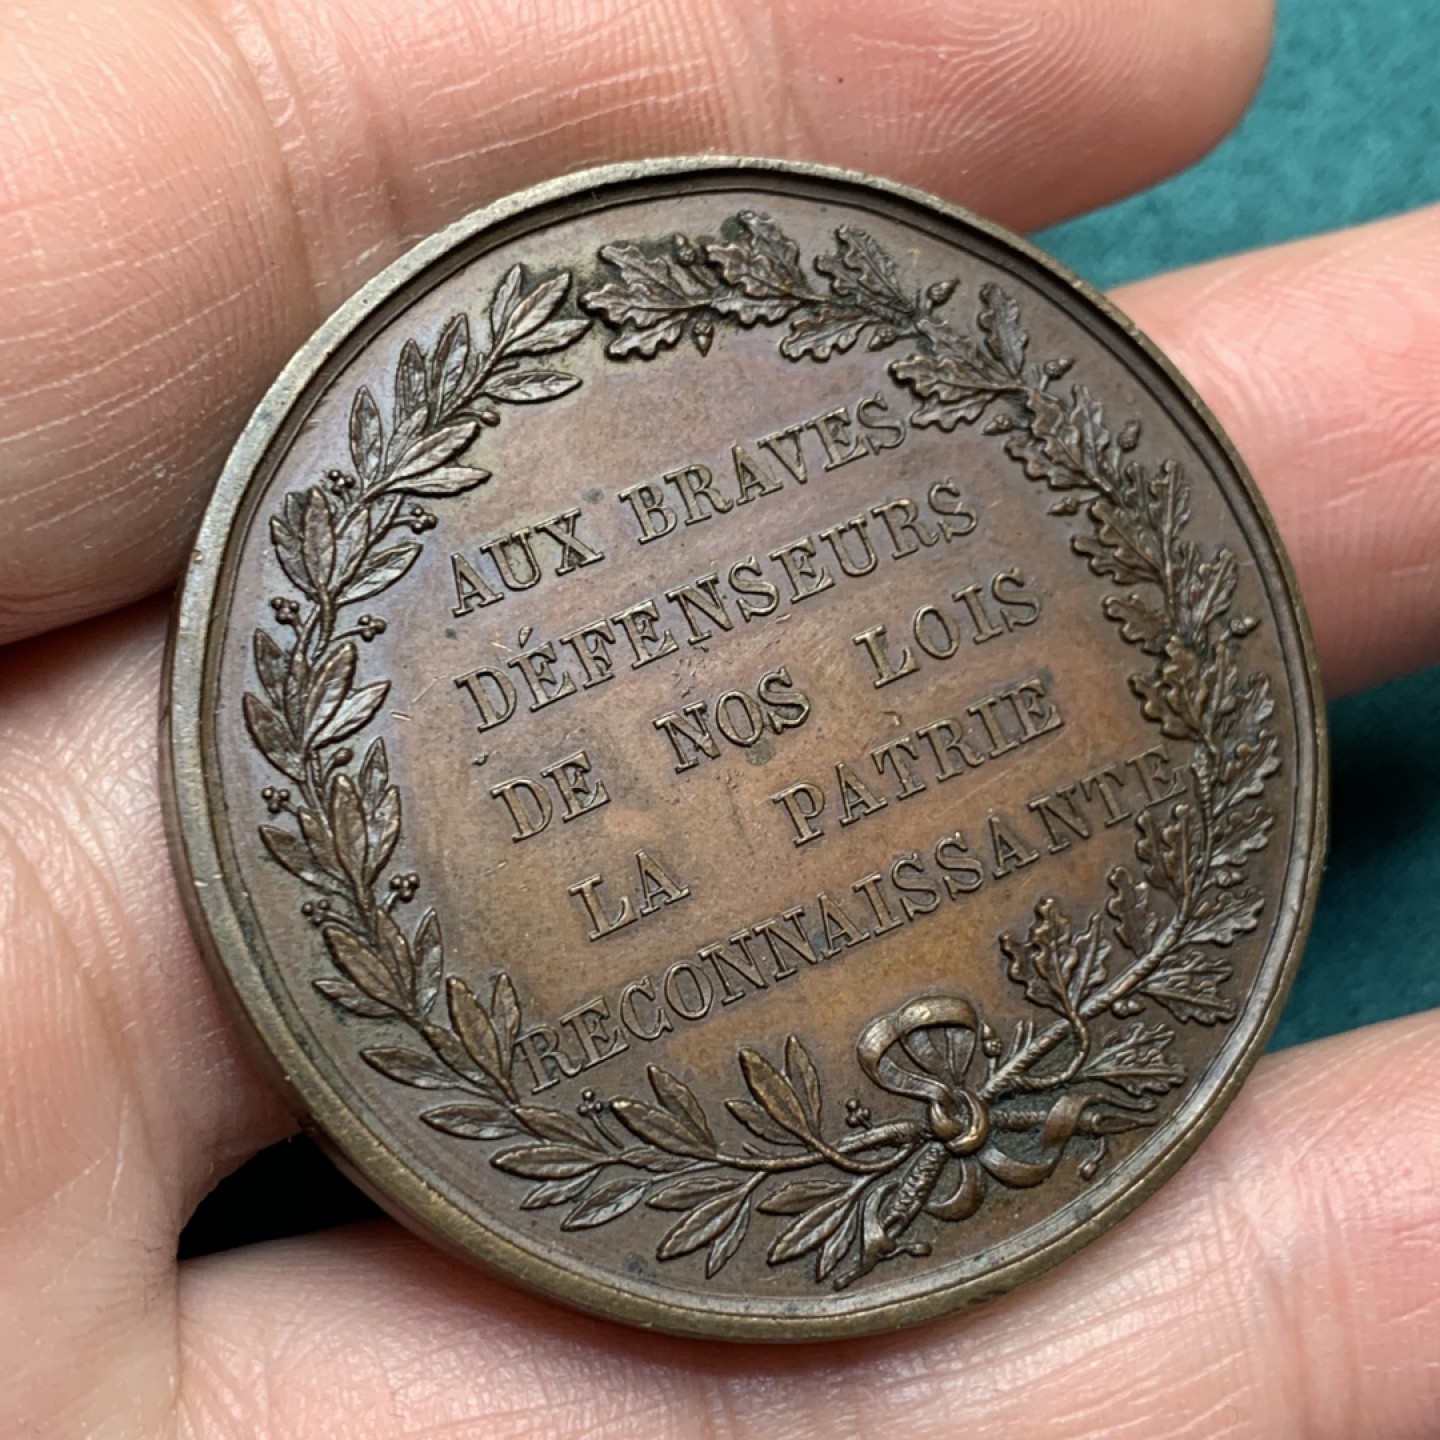 AUX BRAVES
DÉFENSEURS
DE NOS LOIS
LA PATRIE
RECONNAISSANTE